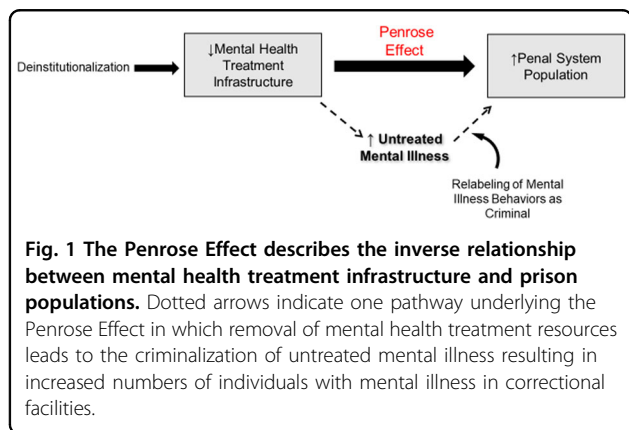 Deinstitutionalization
↓Mental Health
Treatment
Infrastructure
Penrose
Effect
↑Penal System
Population
↑ Untreated
Mental Illness
Relabeling of Mental
Illness Behaviors as
Criminal
Fig. 1 The Penrose Effect describes the inverse relationship
between mental health treatment infrastructure and prison
populations. Dotted arrows indicate one pathway underlying the
Penrose Effect in which removal of mental health treatment resources
leads to the criminalization of untreated mental illness resulting in
increased numbers of individuals with mental illness in correctional
facilities.